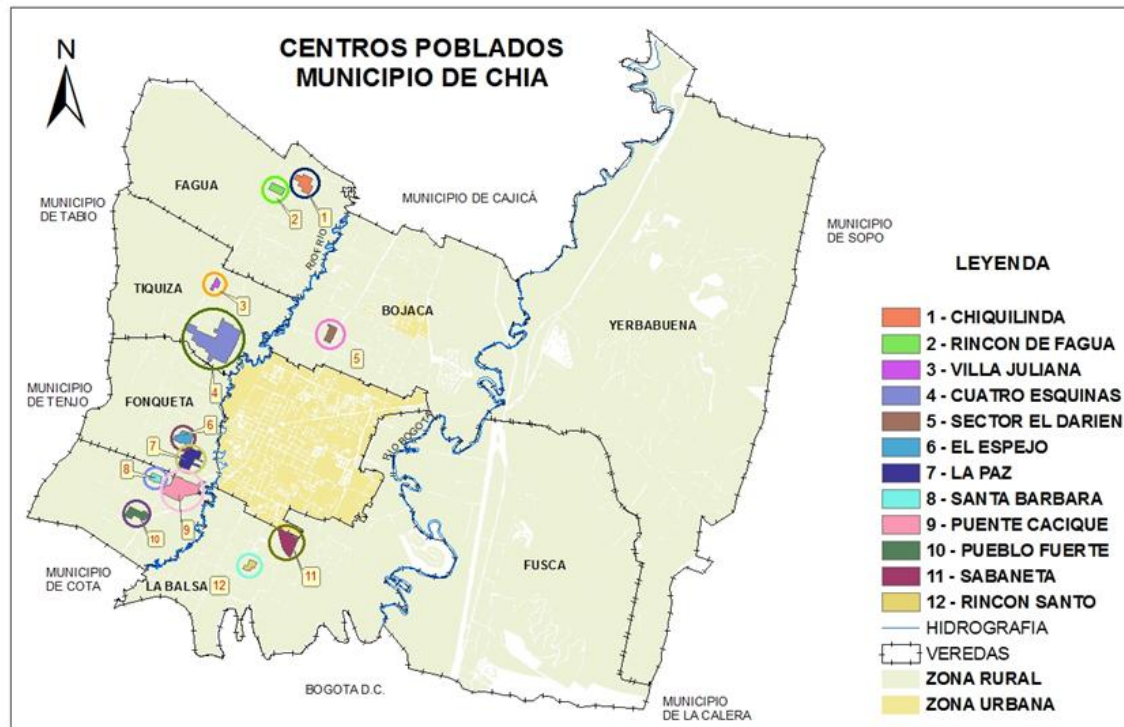 CENTROS POBLADOS
MUNICIPIO DE CHIA
N
FAGUA
MUNICIPIO DE CAJICÁ
MUNICIPIO
DE TABIO
2
1
RIO FRIO
MUNICIPIO
DE SOPO
TIQUIZA
3
BOJACA
YERBABUENA
5
4
MUNICIPIO
DE TENJO
FONQUETA
6
7
8
9
10
RIO BOGOTA
MUNICIPIO
DE COTA
LA BALSA
12
11
FUSCA
BOGOTA D.C.
MUNICIPIO
DE LA CALERA
LEYENDA
1 - CHIQUILINDA
2 - RINCON DE FAGUA
3 - VILLA JULIANA
4 - CUATRO ESQUINAS
5 - SECTOR EL DARIEN
6 - EL ESPEJO
7 - LA PAZ
8 - SANTA BARBARA
9 - PUENTE CACIQUE
10 - PUEBLO FUERTE
11 - SABANETA
12 - RINCON SANTO
HIDROGRAFIA
VEREDAS
ZONA RURAL
ZONA URBANA